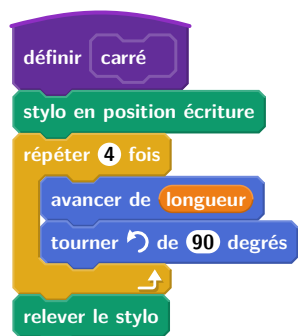 définir carré
stylo en position écriture
répéter 4 fois
avancer de longueur
tourner de 90 degrés
relever le stylo